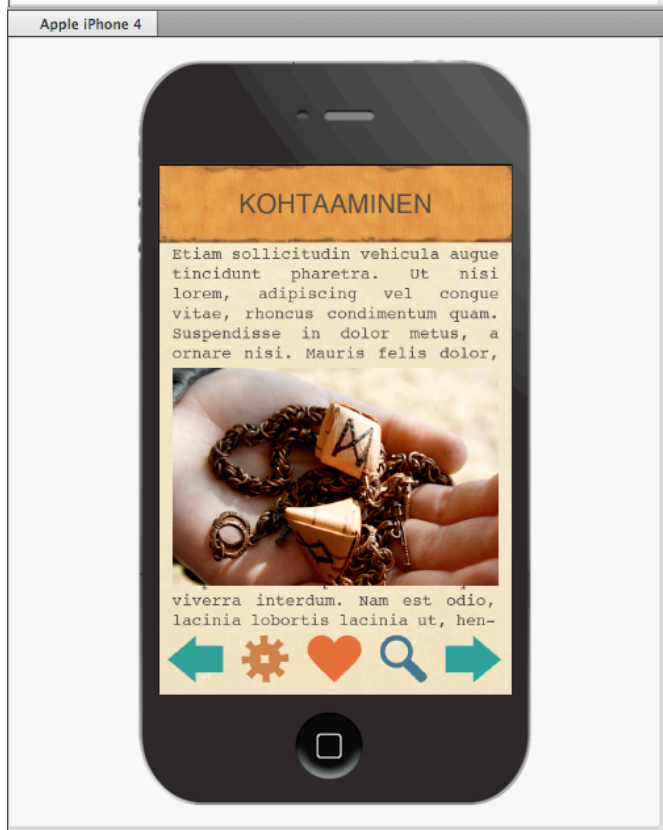 Apple iPhone 4
KOHTAAMINEN
Etiam sollicitudin vehicula augue
tincidunt pharetra. Ut nisi
lorem, adipiscing vel congue
vitae, rhoncus condimentum quam.
Suspendisse in dolor metus, a
ornare nisi. Mauris felis dolor,
viverra interdum. Nam est odio,
lacinia lobortis lacinia ut, hen-